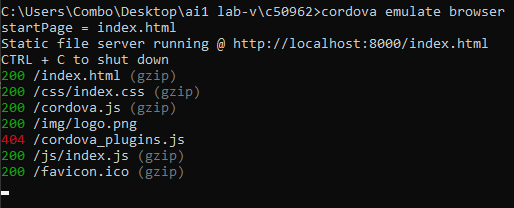 C:\Users\Combo\Desktop\ai1 lab-v\c50962>cordova emulate browser
startPage = index.html
Static file server running @ http://localhost:8000/index.html
CTRL + C to shut down
200 /index.html (gzip)
200 /css/index.css (gzip)
200 /cordova.js (gzip)
200 /img/logo.png
404 /cordova_plugins.js
200 /js/index.js (gzip)
200 /favicon.ico (gzip)